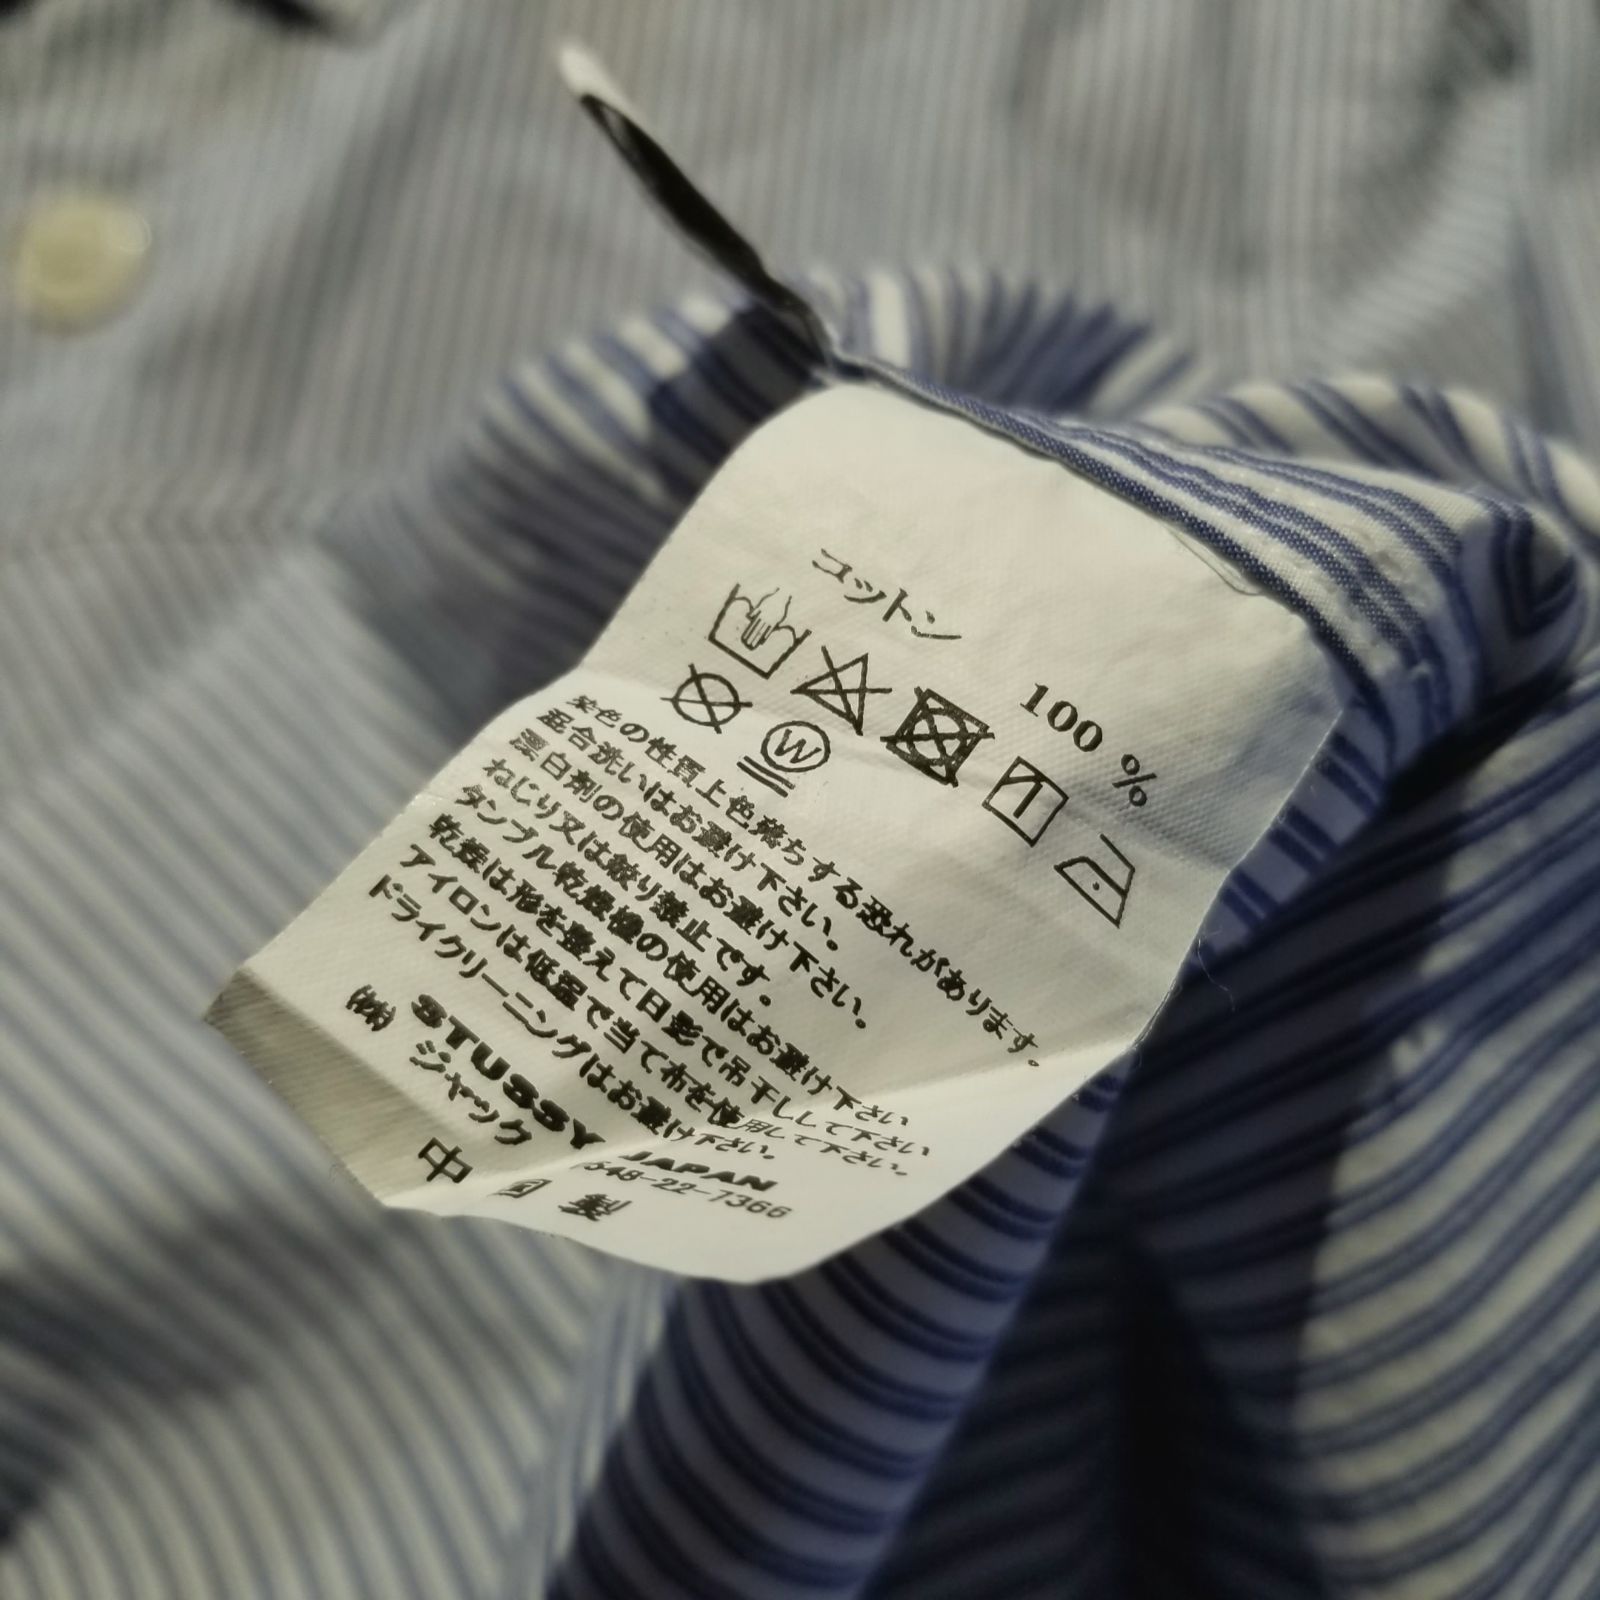 コットン 100 %
W
染色の性質上色落ちする恐れがあります。
配合洗いはお避け下さい。
漂白剤の使用はお避け下さい。
ねじり又は絞り禁止です。
タンブル乾燥機の使用はお避け下さい
乾燥は形を整えて日影で吊干しして下さい
アイロンは低温で当て布を使用して下さい。
ドライクリーニングはお避け下さい。
STUSSY JAPAN
㈱ ジャック 548-22-7366
中国製